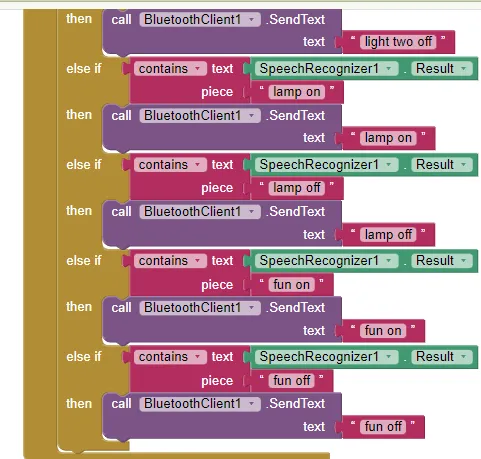 then call BluetoothClient1 .SendText
text “ light two off ”
else if contains text SpeechRecognizer1 . Result
piece “ lamp on ”
then call BluetoothClient1 .SendText
text “ lamp on ”
else if contains text SpeechRecognizer1 . Result
piece “ lamp off ”
then call BluetoothClient1 .SendText
text “ lamp off ”
else if contains text SpeechRecognizer1 . Result
piece “ fun on ”
then call BluetoothClient1 .SendText
text “ fun on ”
else if contains text SpeechRecognizer1 . Result
piece “ fun off ”
then call BluetoothClient1 .SendText
text “ fun off ”